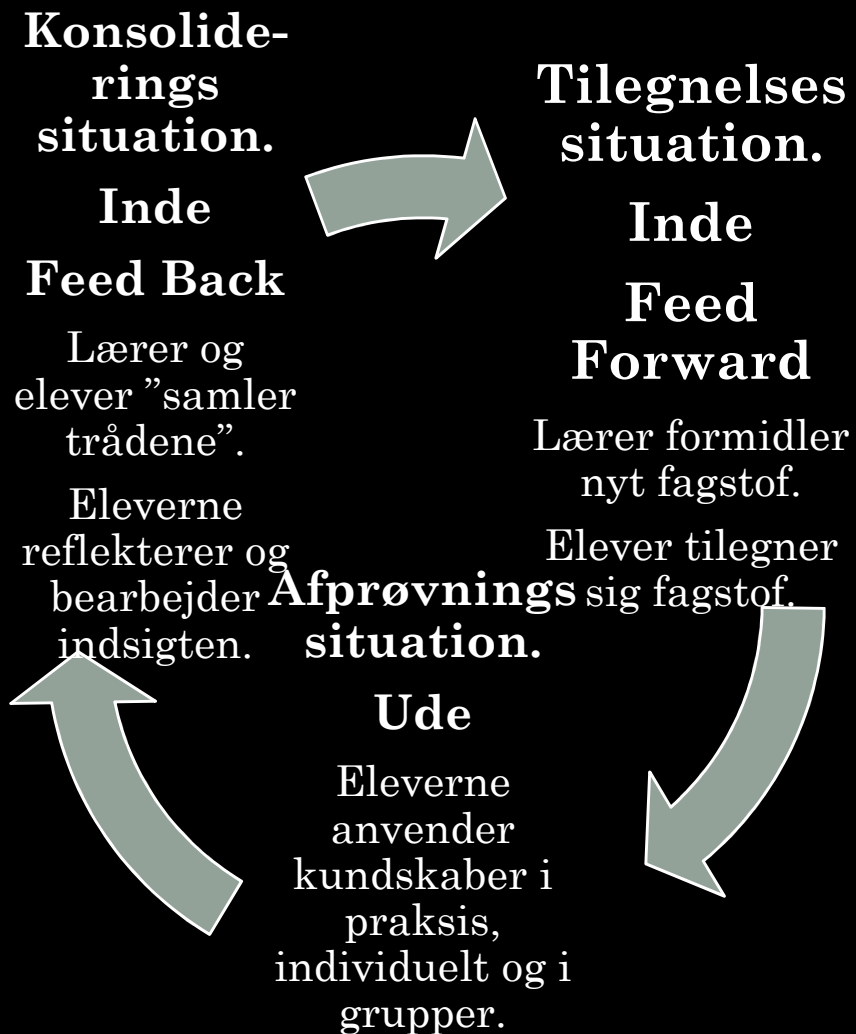 Konsolide-
rings
situation.
Inde
Feed Back
Lærer og
elever ”samler
trådene”.
Eleverne
reflekterer og
bearbejder
indsigten.
Tilegnelses
situation.
Inde
Feed
Forward
Lærer formidler
nyt fagstof.
Elever tilegner
sig fagstof.
Afprøvnings
situation.
Ude
Eleverne
anvender
kundskaber i
praksis,
individuelt og i
grupper.